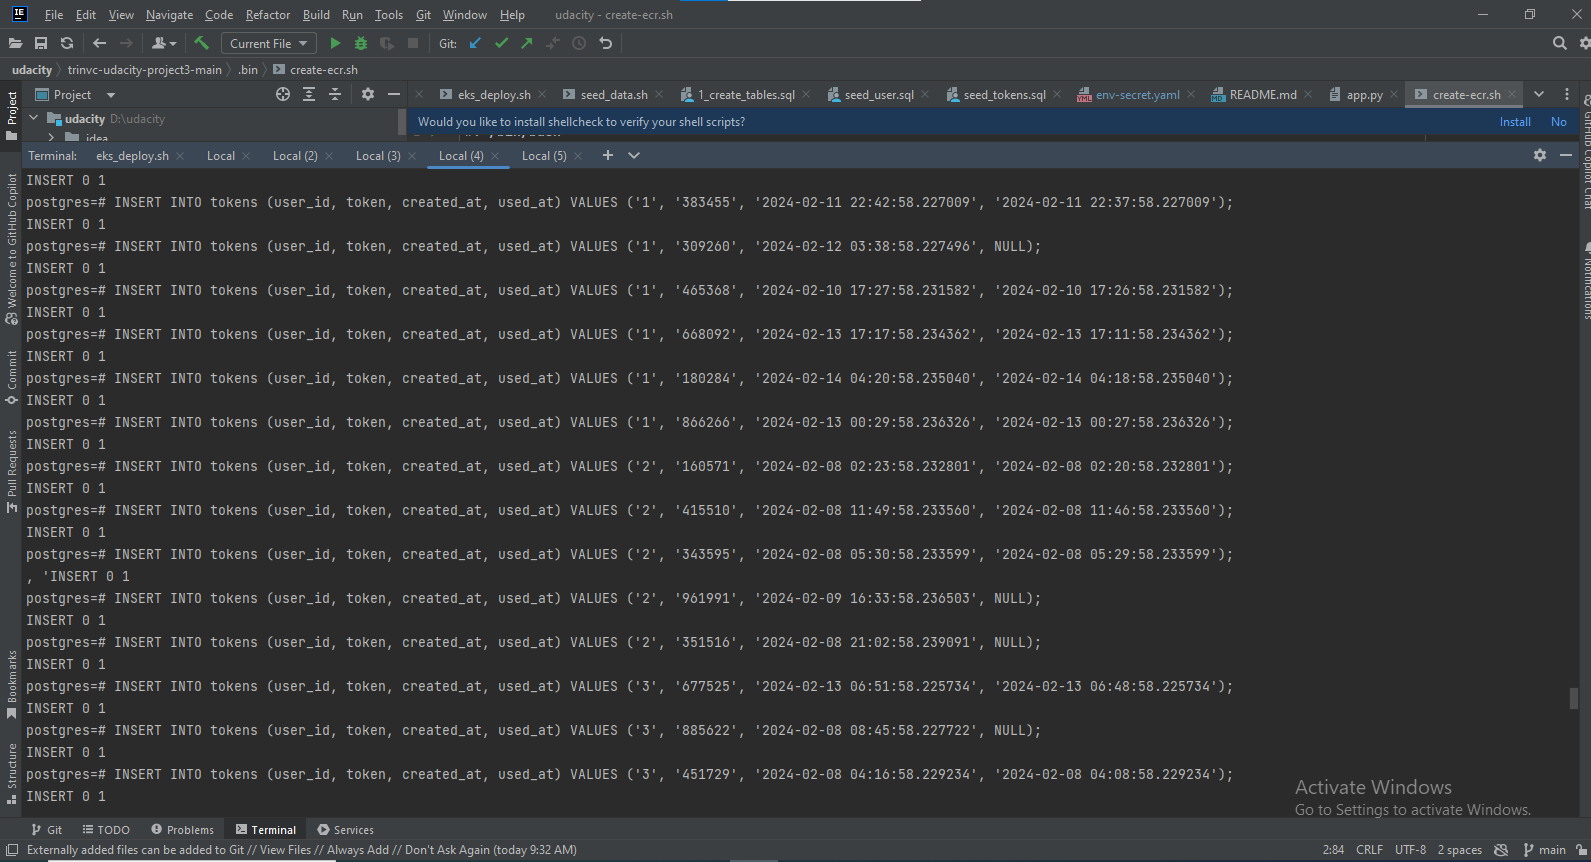 File Edit View Navigate Code Refactor Build Run Tools Git Window Help udacity - create-ecr.sh
Current File Git:
udacity trinvc-udacity-project3-main .bin create-ecr.sh
Project eks_deploy.sh seed_data.sh 1_create_tables.sql seed_user.sql seed_tokens.sql env-secret.yaml README.md app.py create-ecr.sh
udacity D:\udacity
Would you like to install shellcheck to verify your shell scripts? Install No
.idea
Terminal: eks_deploy.sh Local Local (2) Local (3) Local (4) Local (5)
INSERT 0 1
postgres=# INSERT INTO tokens (user_id, token, created_at, used_at) VALUES ('1', '383455', '2024-02-11 22:42:58.227009', '2024-02-11 22:37:58.227009');
INSERT 0 1
postgres=# INSERT INTO tokens (user_id, token, created_at, used_at) VALUES ('1', '309260', '2024-02-12 03:38:58.227496', NULL);
INSERT 0 1
postgres=# INSERT INTO tokens (user_id, token, created_at, used_at) VALUES ('1', '465368', '2024-02-10 17:27:58.231582', '2024-02-10 17:26:58.231582');
INSERT 0 1
postgres=# INSERT INTO tokens (user_id, token, created_at, used_at) VALUES ('1', '668092', '2024-02-13 17:17:58.234362', '2024-02-13 17:11:58.234362');
INSERT 0 1
postgres=# INSERT INTO tokens (user_id, token, created_at, used_at) VALUES ('1', '180284', '2024-02-14 04:20:58.235040', '2024-02-14 04:18:58.235040');
INSERT 0 1
postgres=# INSERT INTO tokens (user_id, token, created_at, used_at) VALUES ('1', '866266', '2024-02-13 00:29:58.236326', '2024-02-13 00:27:58.236326');
INSERT 0 1
postgres=# INSERT INTO tokens (user_id, token, created_at, used_at) VALUES ('2', '160571', '2024-02-08 02:23:58.232801', '2024-02-08 02:20:58.232801');
INSERT 0 1
postgres=# INSERT INTO tokens (user_id, token, created_at, used_at) VALUES ('2', '415510', '2024-02-08 11:49:58.233560', '2024-02-08 11:46:58.233560');
INSERT 0 1
postgres=# INSERT INTO tokens (user_id, token, created_at, used_at) VALUES ('2', '343595', '2024-02-08 05:30:58.233599', '2024-02-08 05:29:58.233599');
, 'INSERT 0 1
postgres=# INSERT INTO tokens (user_id, token, created_at, used_at) VALUES ('2', '961991', '2024-02-09 16:33:58.236503', NULL);
INSERT 0 1
postgres=# INSERT INTO tokens (user_id, token, created_at, used_at) VALUES ('2', '351516', '2024-02-08 21:02:58.239091', NULL);
INSERT 0 1
postgres=# INSERT INTO tokens (user_id, token, created_at, used_at) VALUES ('3', '677525', '2024-02-13 06:51:58.225734', '2024-02-13 06:48:58.225734');
INSERT 0 1
postgres=# INSERT INTO tokens (user_id, token, created_at, used_at) VALUES ('3', '885622', '2024-02-08 08:45:58.227722', NULL);
INSERT 0 1
postgres=# INSERT INTO tokens (user_id, token, created_at, used_at) VALUES ('3', '451729', '2024-02-08 04:16:58.229234', '2024-02-08 04:08:58.229234');
INSERT 0 1
Project
Welcome to GitHub Copilot
Commit
Pull Requests
Bookmarks
Structure
GitHub Copilot Chat
Notifications
Activate Windows
Go to Settings to activate Windows.
Git TODO Problems Terminal Services
Externally added files can be added to Git // View Files // Always Add // Don't Ask Again (today 9:32 AM) 2:84 CRLF UTF-8 2 spaces main